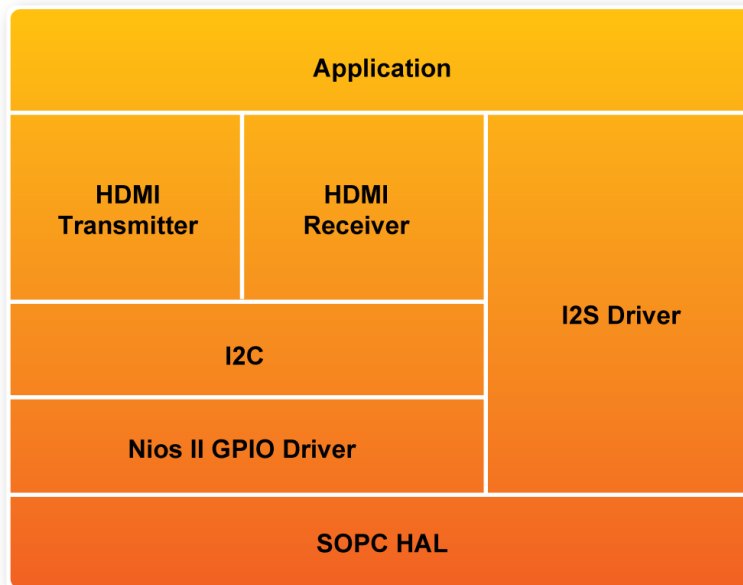 Application
HDMI
Transmitter
HDMI
Receiver
I2S Driver
I2C
Nios II GPIO Driver
SOPC HAL